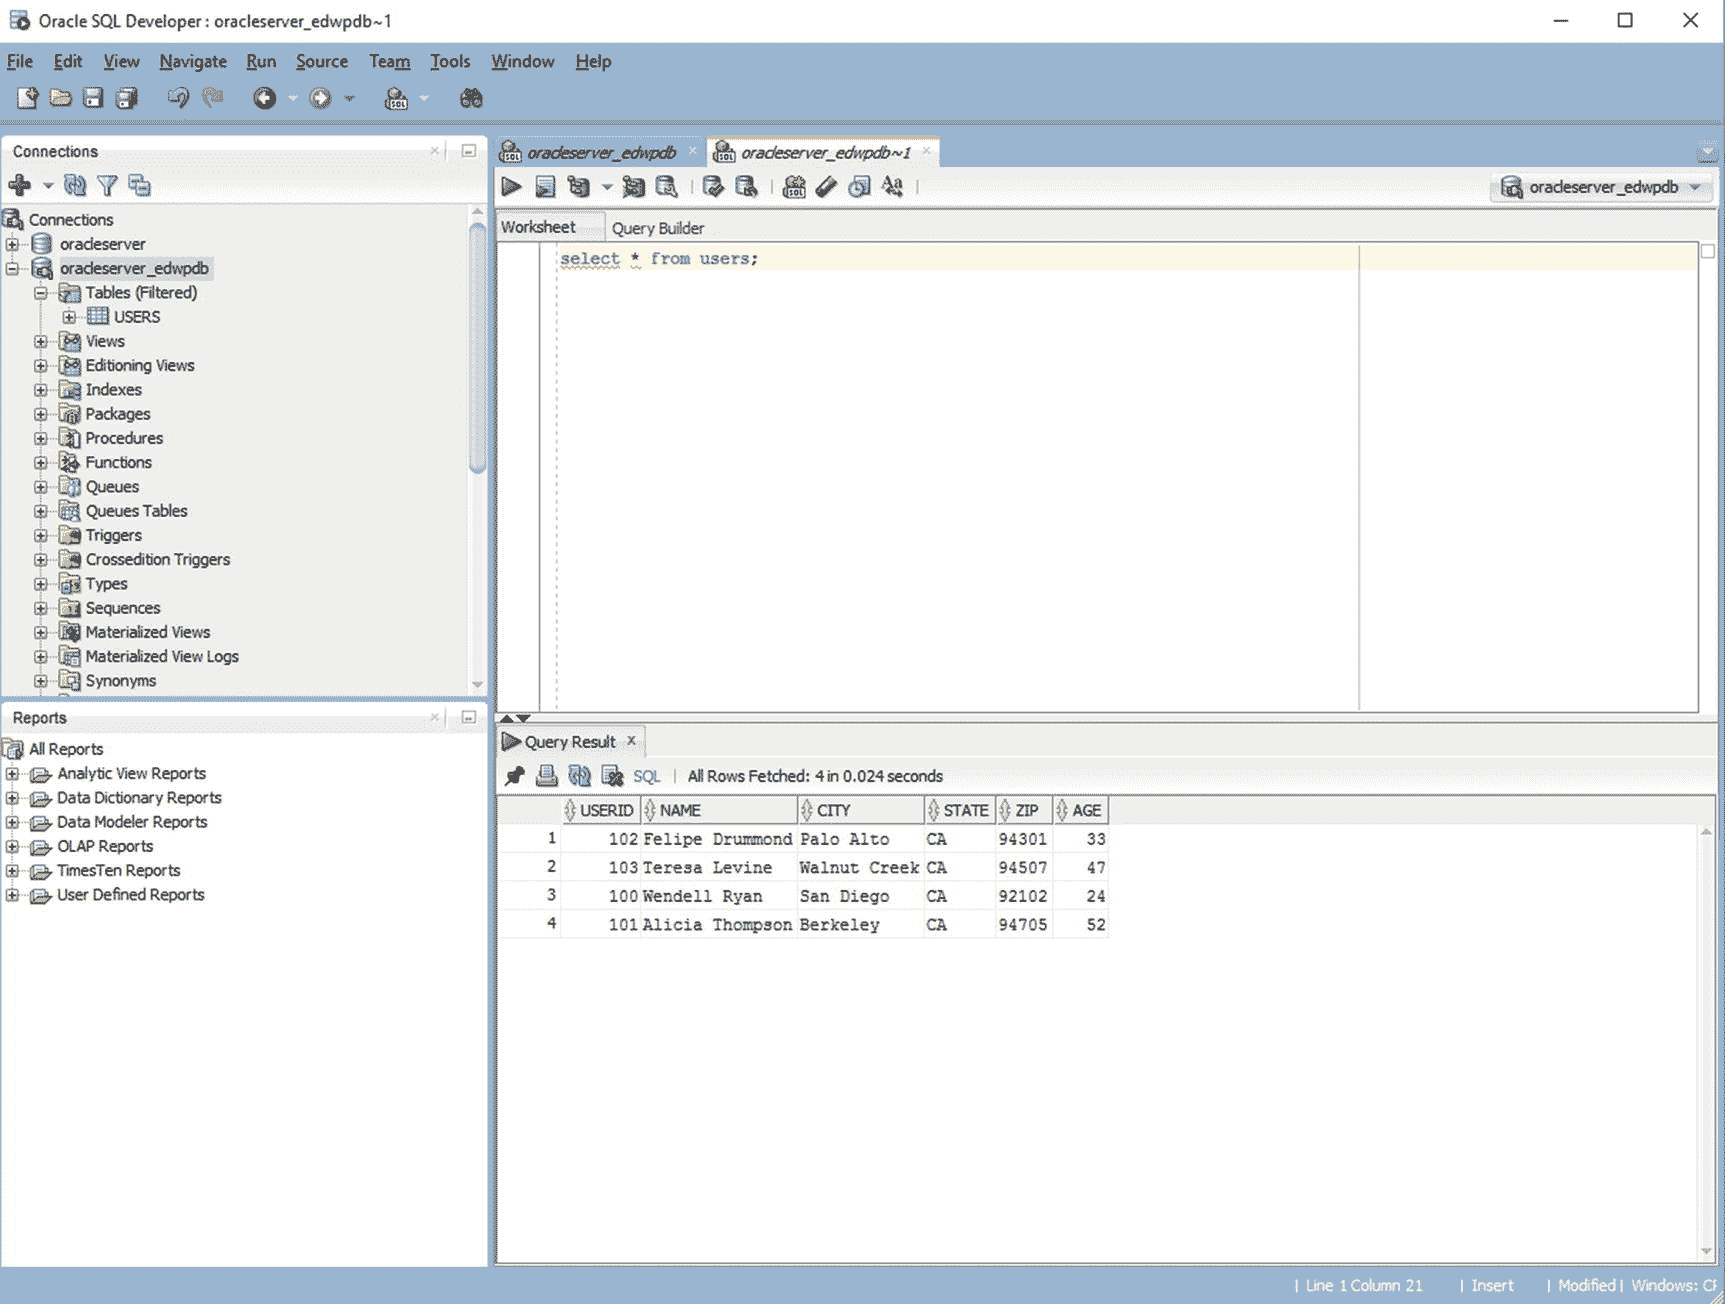 Oracle SQL Developer : oracleserver_edwpdb~1
File Edit View Navigate Run Source Team Tools Window Help
Connections
Connections
oracleserver
oracleserver_edwpdb
Tables (Filtered)
USERS
Views
Editioning Views
Indexes
Packages
Procedures
Functions
Queues
Queues Tables
Triggers
Crossedition Triggers
Types
Sequences
Materialized Views
Materialized View Logs
Synonyms
Reports
All Reports
Analytic View Reports
Data Dictionary Reports
Data Modeler Reports
OLAP Reports
TimesTen Reports
User Defined Reports
oracleserver_edwpdb oracleserver_edwpdb~1
oracleserver_edwpdb
Worksheet Query Builder
select * from users;
Query Result
SQL | All Rows Fetched: 4 in 0.024 seconds
USERID NAME CITY STATE ZIP AGE
1 102 Felipe Drummond Palo Alto CA 94301 33
2 103 Teresa Levine Walnut Creek CA 94507 47
3 100 Wendell Ryan San Diego CA 92102 24
4 101 Alicia Thompson Berkeley CA 94705 52
| Line 1 Column 21 | Insert | Modified | Windows: CF